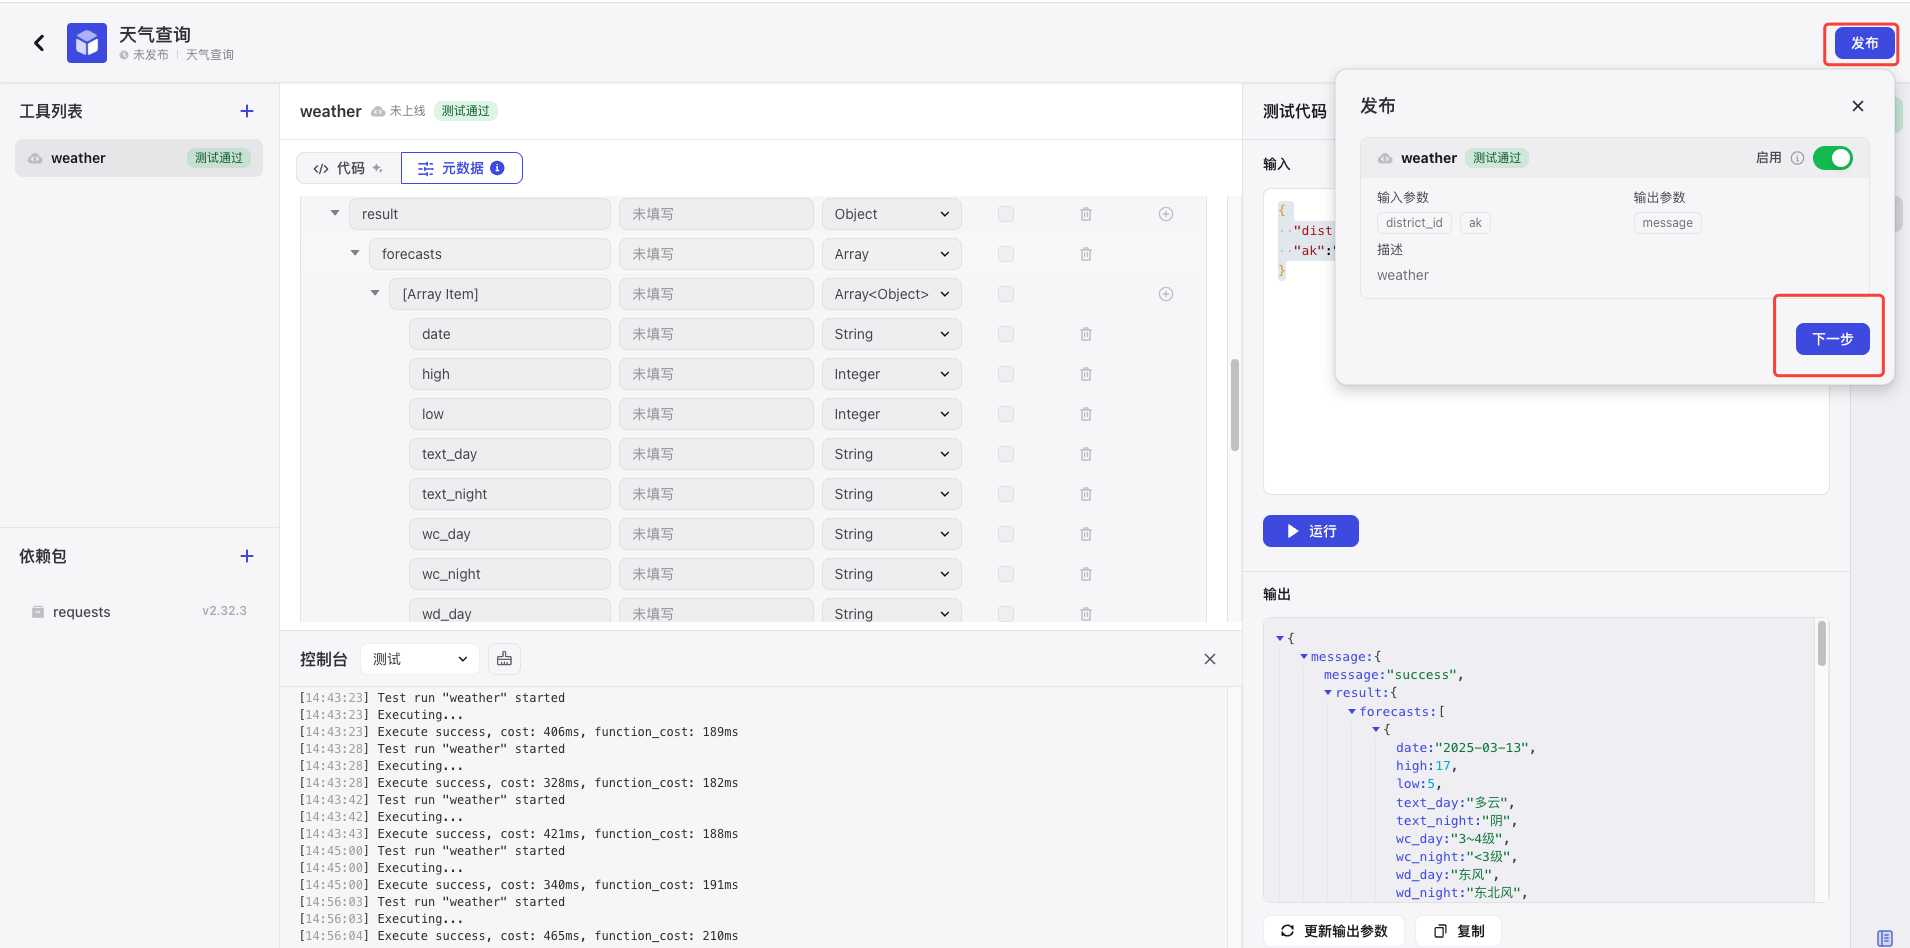 天气查询
未发布 | 天气查询
发布
工具列表
weather 测试通过
依赖包
requests v2.32.3
weather 未上线 测试通过
代码 元数据
result 未填写 Object
forecasts 未填写 Array
[Array Item] 未填写 Array<Object>
date 未填写 String
high 未填写 Integer
low 未填写 Integer
text_day 未填写 String
text_night 未填写 String
wc_day 未填写 String
wc_night 未填写 String
wd_day 未填写 String
控制台 测试
[14:43:23] Test run "weather" started
[14:43:23] Executing...
[14:43:23] Execute success, cost: 406ms, function_cost: 189ms
[14:43:28] Test run "weather" started
[14:43:28] Executing...
[14:43:28] Execute success, cost: 328ms, function_cost: 182ms
[14:43:42] Test run "weather" started
[14:43:42] Executing...
[14:43:43] Execute success, cost: 421ms, function_cost: 188ms
[14:45:00] Test run "weather" started
[14:45:00] Executing...
[14:45:00] Execute success, cost: 340ms, function_cost: 191ms
[14:56:03] Test run "weather" started
[14:56:03] Executing...
[14:56:04] Execute success, cost: 465ms, function_cost: 210ms
测试代码
输入
{
"dist
"ak":"
}
发布
weather 测试通过 启用
输入参数 输出参数
district_id ak message
描述
weather
下一步
运行
输出
{
message:{
message:"success",
result:{
forecasts:[
{
date:"2025-03-13",
high:17,
low:5,
text_day:"多云",
text_night:"阴",
wc_day:"3~4级",
wc_night:"<3级",
wd_day:"东风",
wd_night:"东北风",
更新输出参数 复制